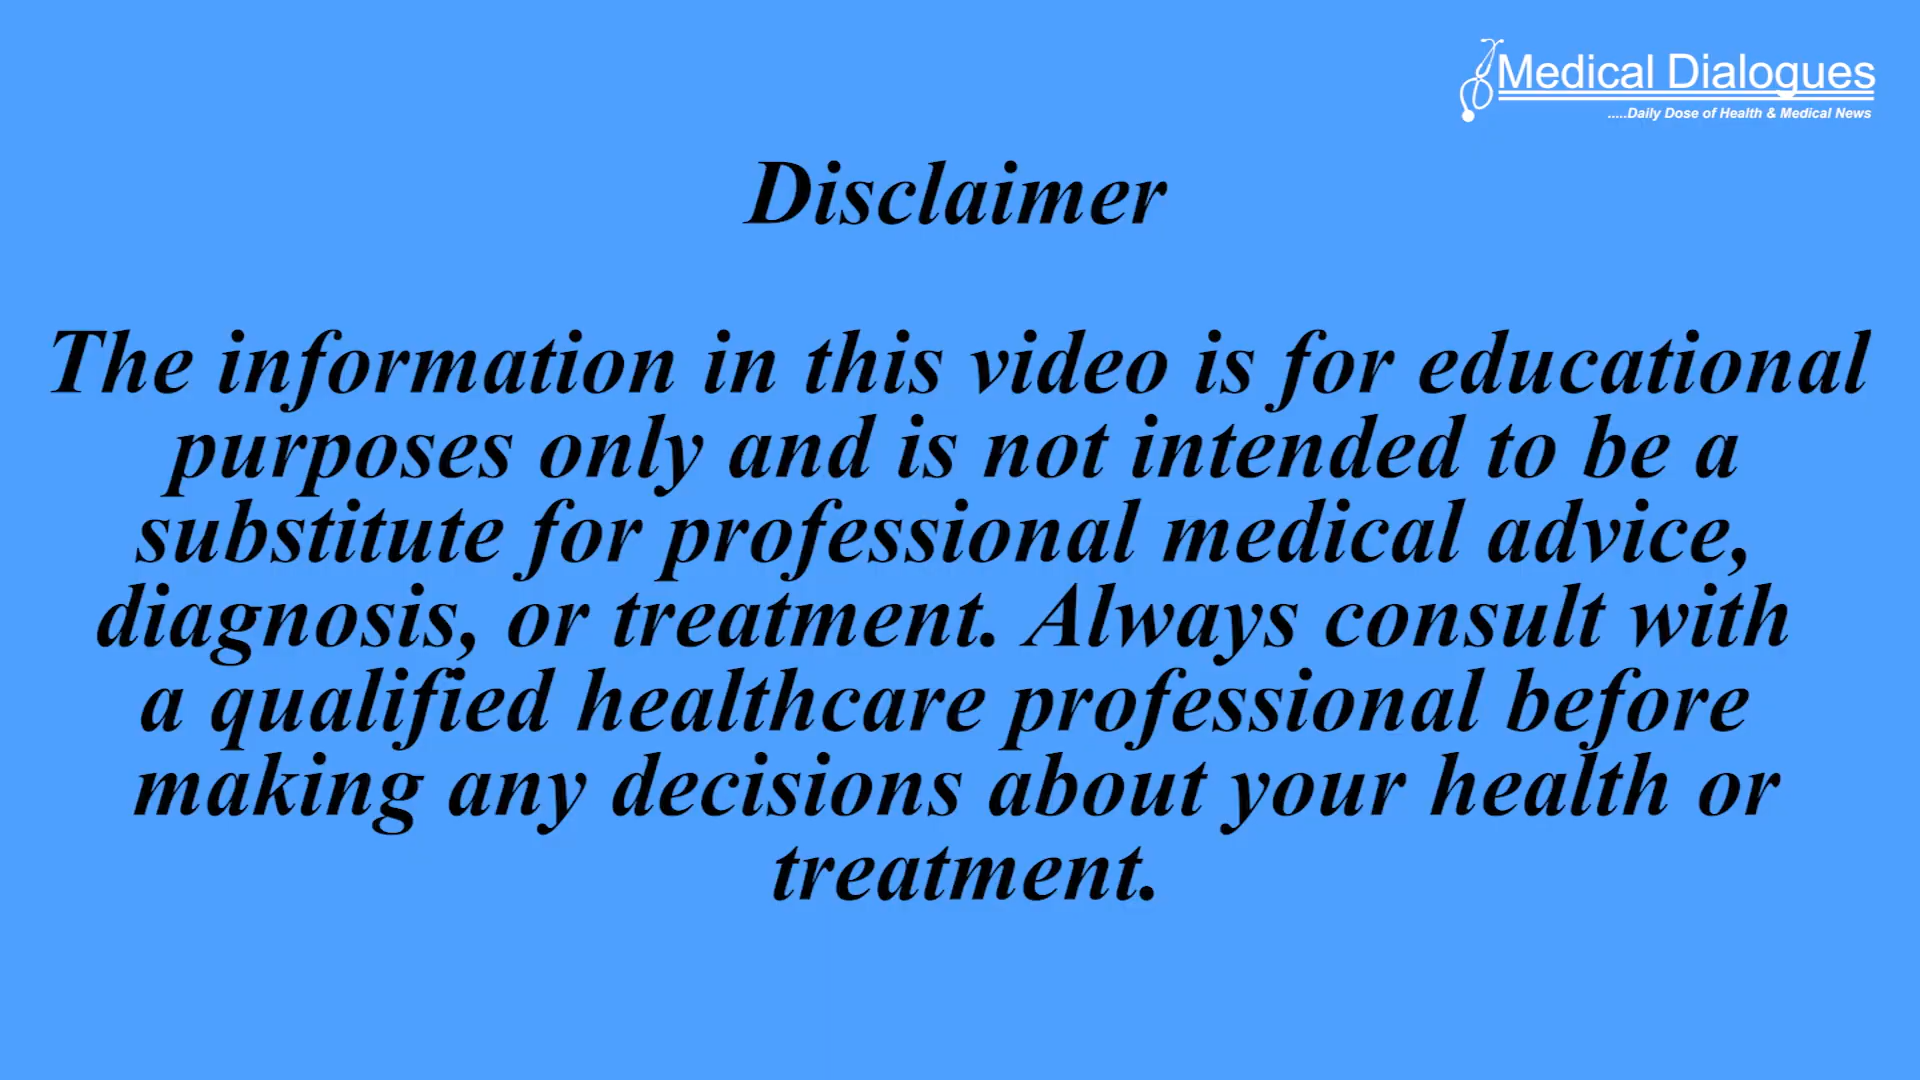 Medical Dialogues
.....Daily Dose of Health & Medical News
Disclaimer
The information in this video is for educational
purposes only and is not intended to be a
substitute for professional medical advice,
diagnosis, or treatment. Always consult with
a qualified healthcare professional before
making any decisions about your health or
treatment.